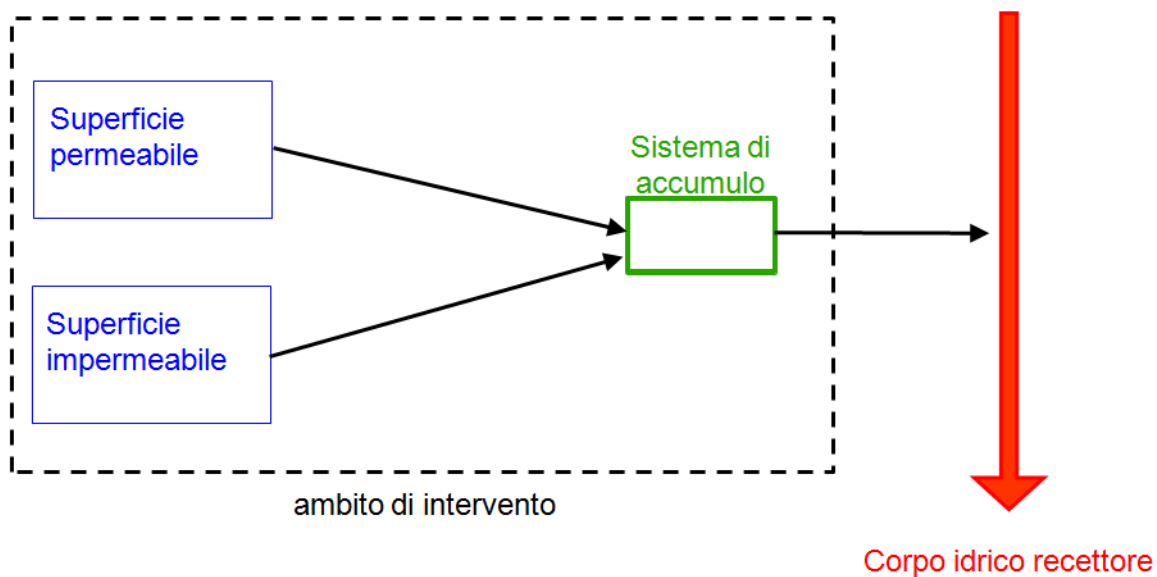 Superficie
permeabile
Sistema di
accumulo
Superficie
impermeabile
ambito di intervento
Corpo idrico recettore